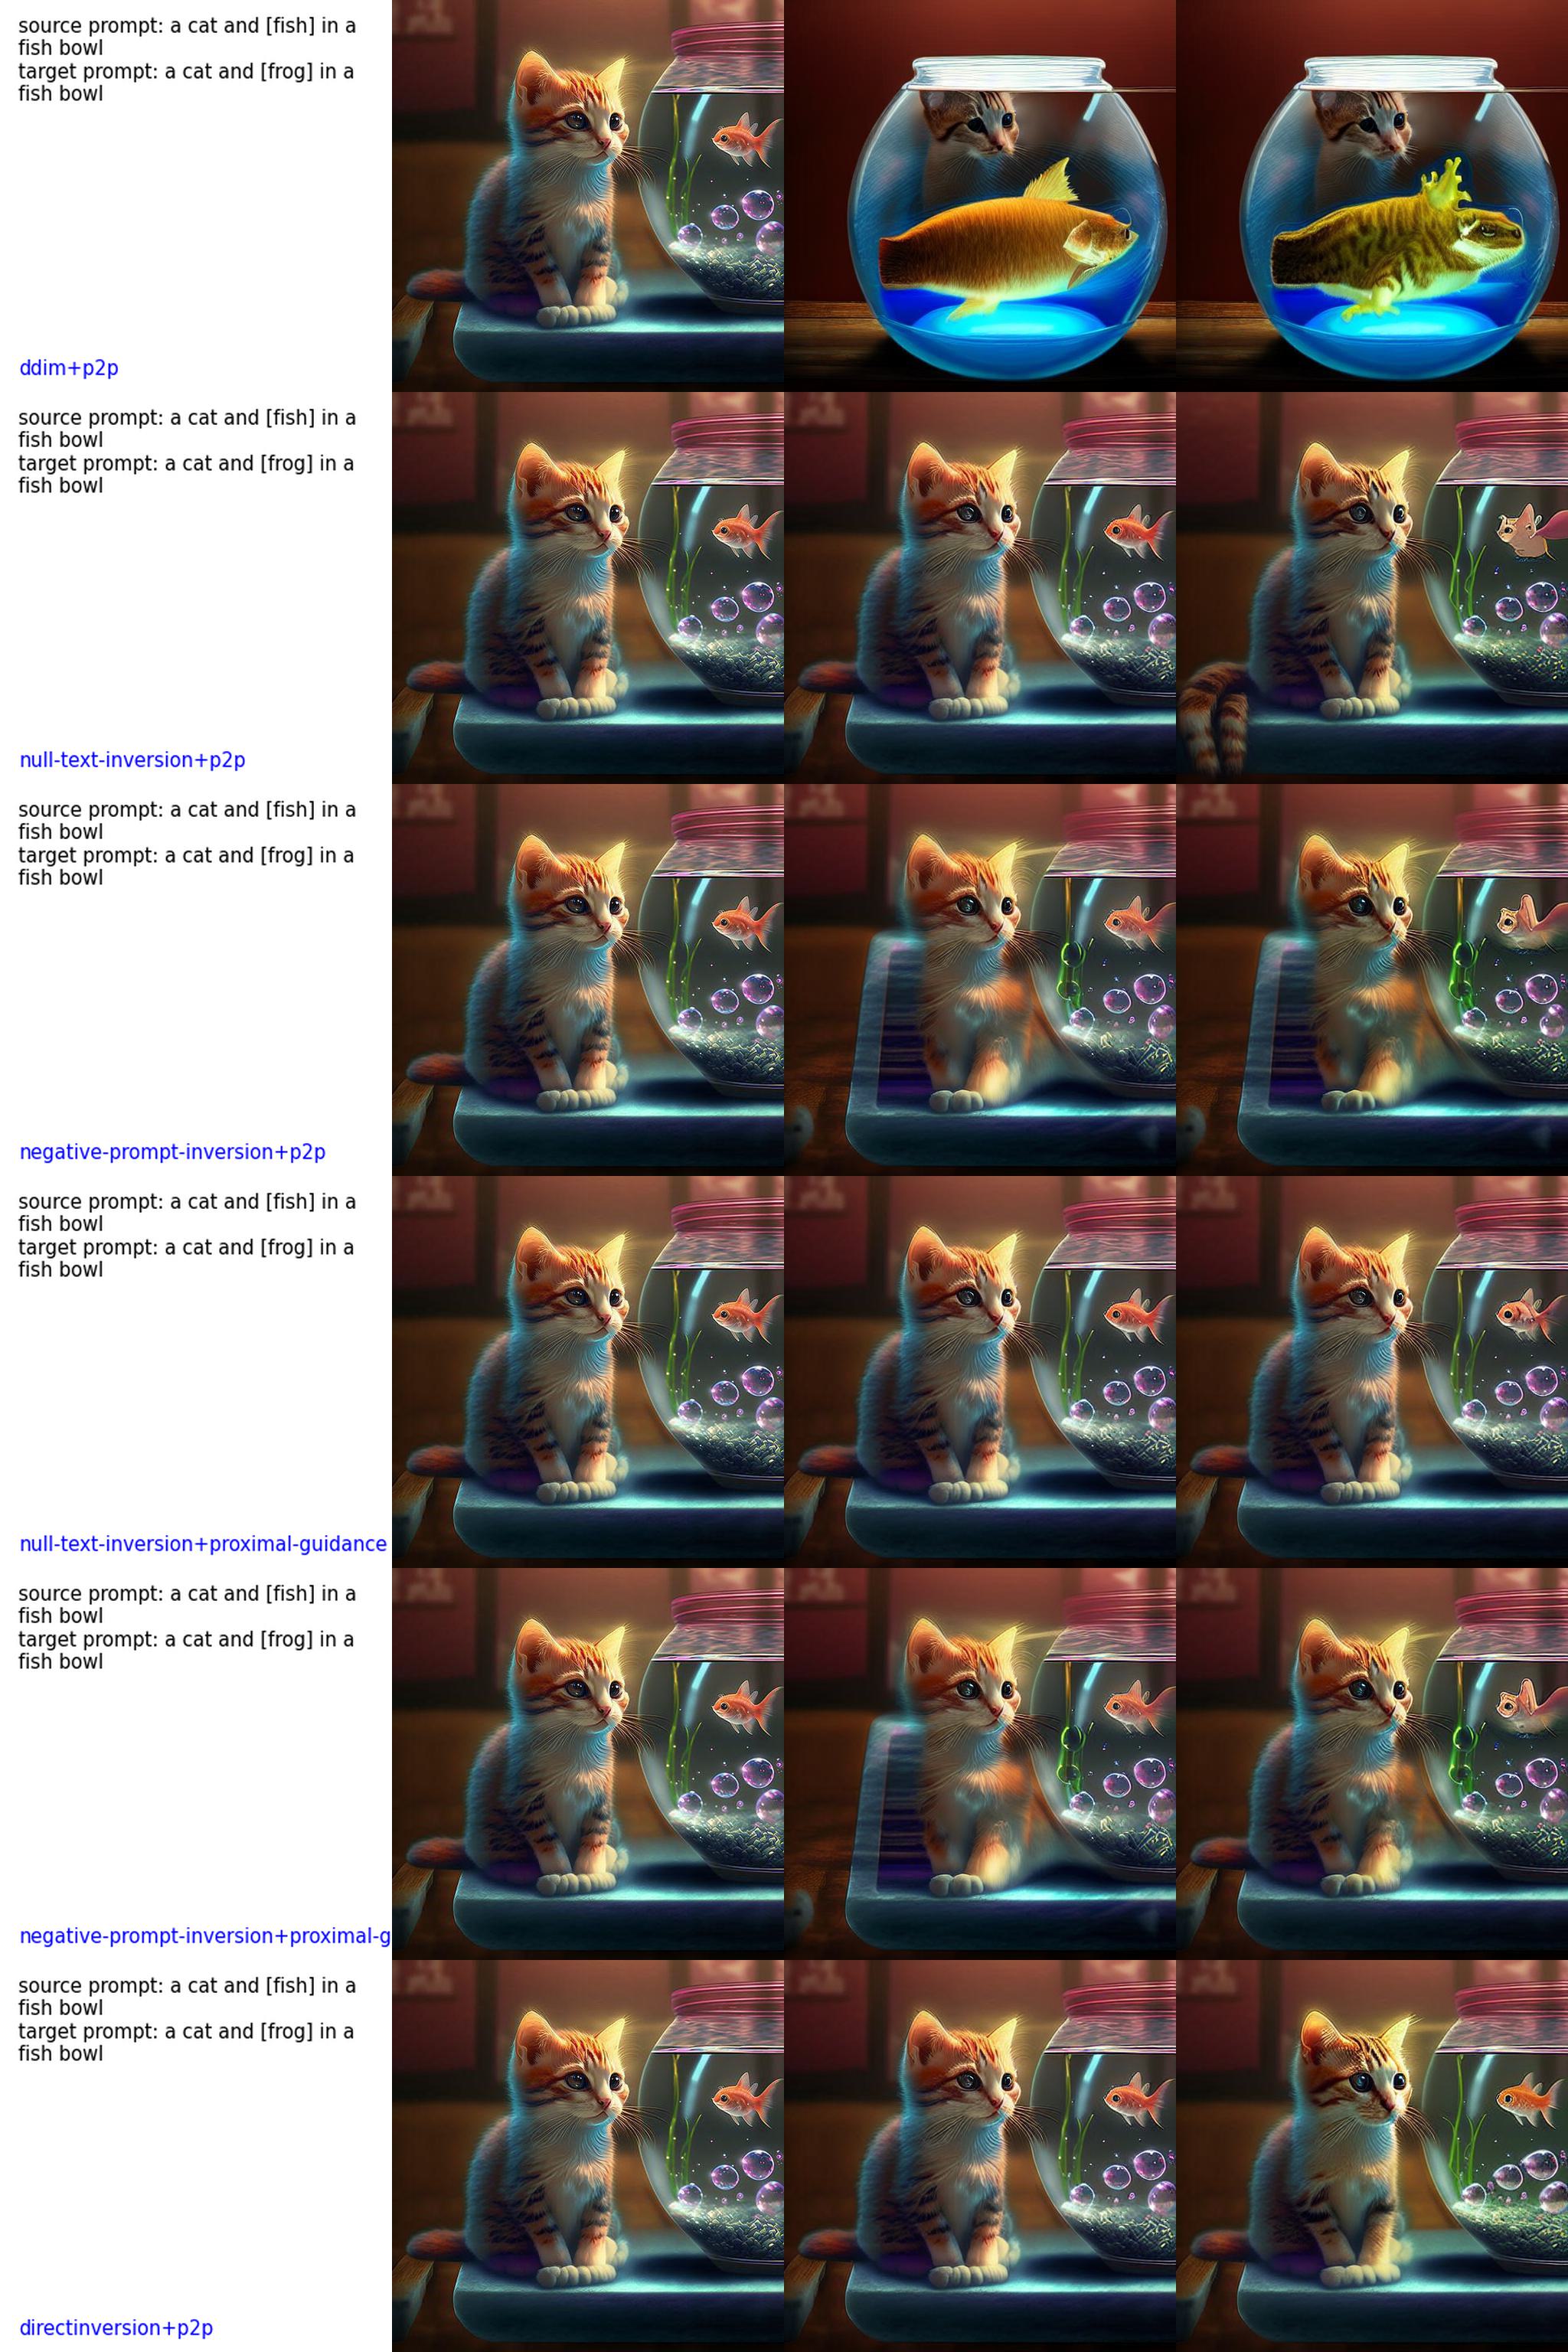 source prompt: a cat and [fish] in a
fish bowl
target prompt: a cat and [frog] in a
fish bowl
ddim+p2p
source prompt: a cat and [fish] in a
fish bowl
target prompt: a cat and [frog] in a
fish bowl
null-text-inversion+p2p
source prompt: a cat and [fish] in a
fish bowl
target prompt: a cat and [frog] in a
fish bowl
negative-prompt-inversion+p2p
source prompt: a cat and [fish] in a
fish bowl
target prompt: a cat and [frog] in a
fish bowl
null-text-inversion+proximal-guidance
source prompt: a cat and [fish] in a
fish bowl
target prompt: a cat and [frog] in a
fish bowl
negative-prompt-inversion+proximal-g
source prompt: a cat and [fish] in a
fish bowl
target prompt: a cat and [frog] in a
fish bowl
directinversion+p2p